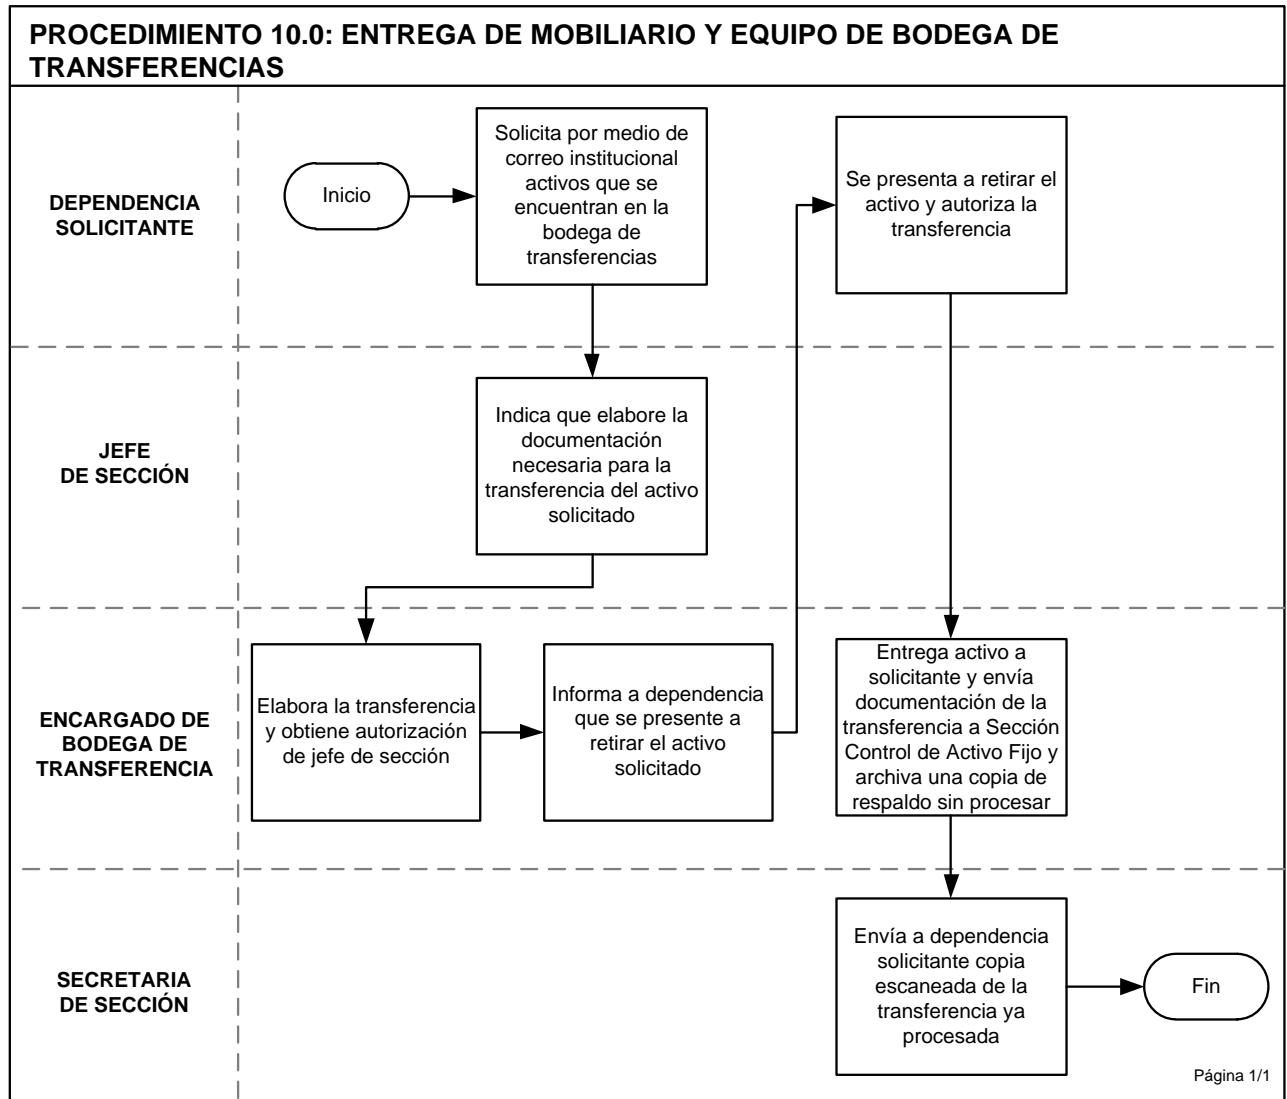 PROCEDIMIENTO 10.0: ENTREGA DE MOBILIARIO Y EQUIPO DE BODEGA DE
TRANSFERENCIAS
DEPENDENCIA
SOLICITANTE
Inicio
Solicita por medio de
correo institucional
activos que se
encuentran en la
bodega de
transferencias
Se presenta a retirar el
activo y autoriza la
transferencia
JEFE
DE SECCIÓN
Indica que elabore la
documentación
necesaria para la
transferencia del activo
solicitado
ENCARGADO DE
BODEGA DE
TRANSFERENCIA
Elabora la transferencia
y obtiene autorización
de jefe de sección
Informa a dependencia
que se presente a
retirar el activo
solicitado
Entrega activo a
solicitante y envía
documentación de la
transferencia a Sección
Control de Activo Fijo y
archiva una copia de
respaldo sin procesar
SECRETARIA
DE SECCIÓN
Envía a dependencia
solicitante copia
escaneada de la
transferencia ya
procesada
Fin
Página 1/1